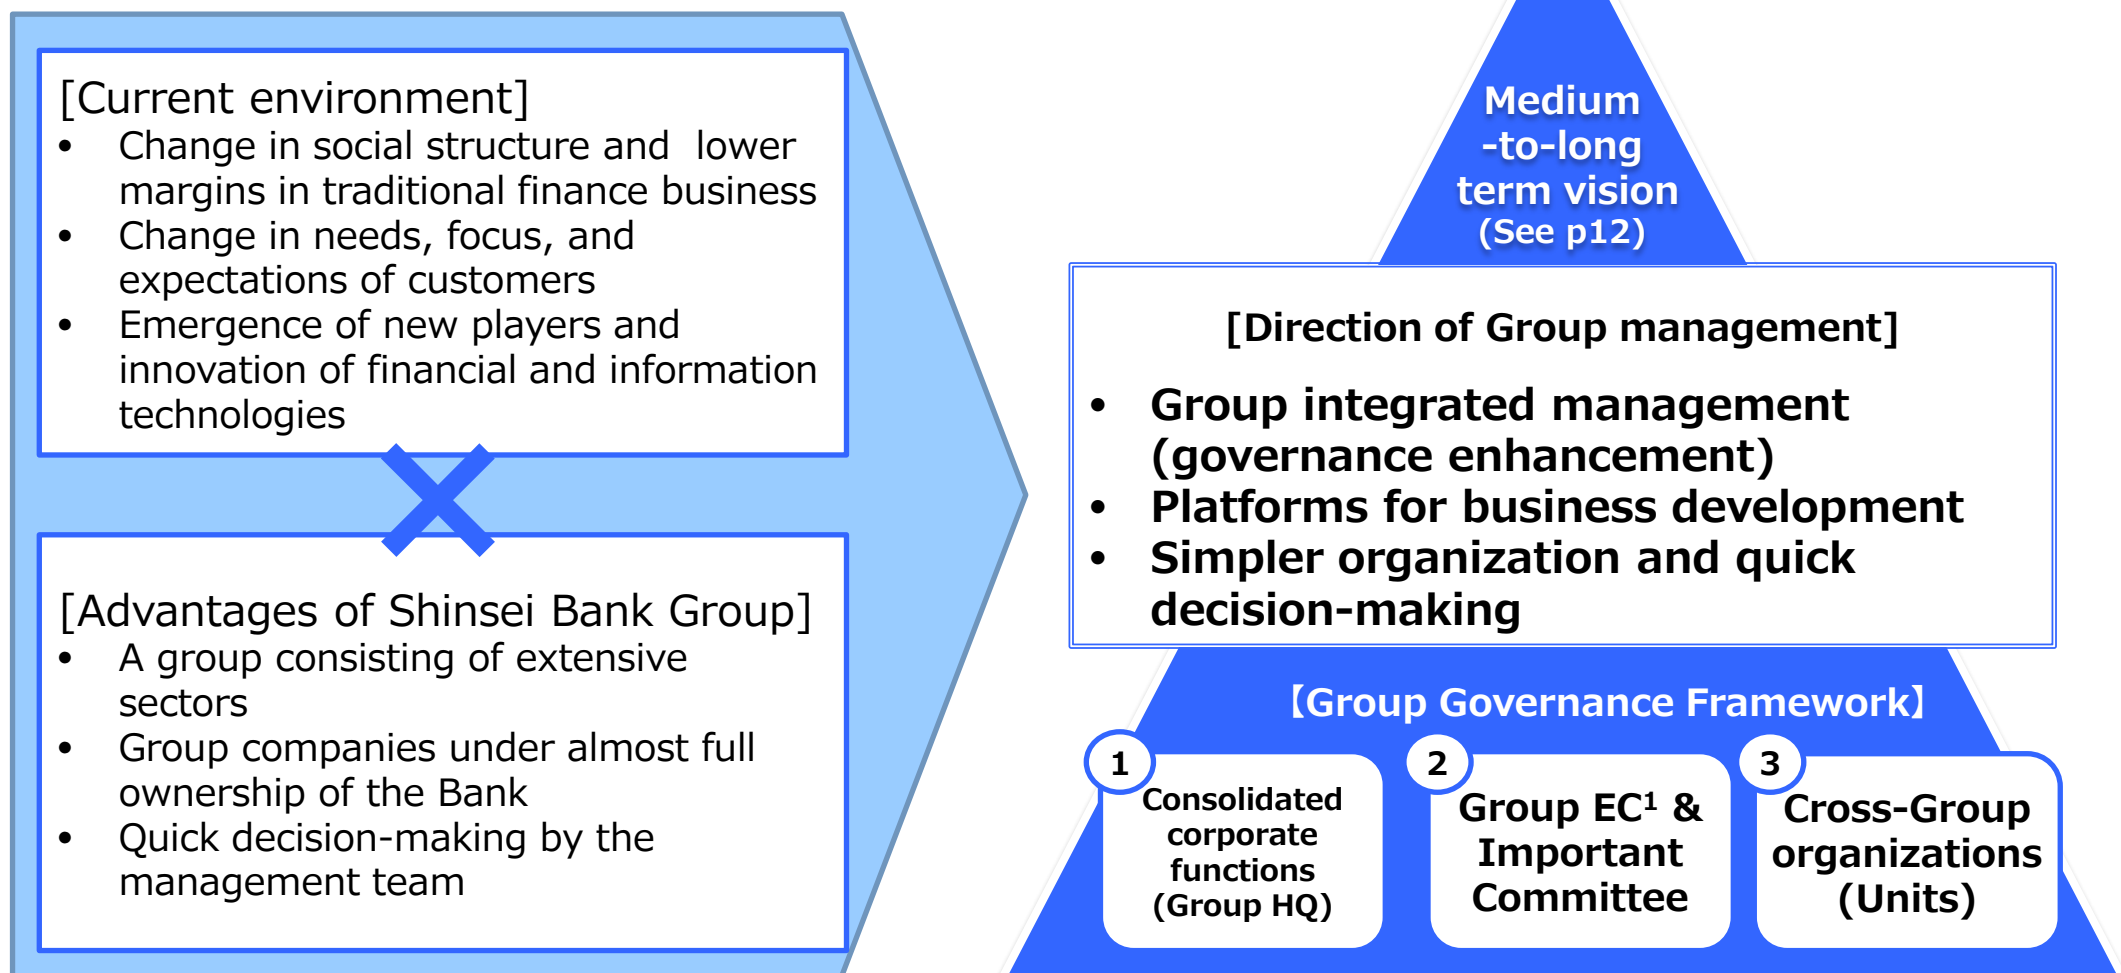 [Current environment]
• Change in social structure and lower
margins in traditional finance business
• Change in needs, focus, and
expectations of customers
• Emergence of new players and
innovation of financial and information
technologies
[Advantages of Shinsei Bank Group]
• A group consisting of extensive
sectors
• Group companies under almost full
ownership of the Bank
• Quick decision-making by the
management team
Medium
-to-long
term vision
(See p12)
[Direction of Group management]
• Group integrated management
(governance enhancement)
• Platforms for business development
• Simpler organization and quick
decision-making
【Group Governance Framework】
1
Consolidated
corporate
functions
(Group HQ)
2
Group EC¹ &
Important
Committee
3
Cross-Group
organizations
(Units)